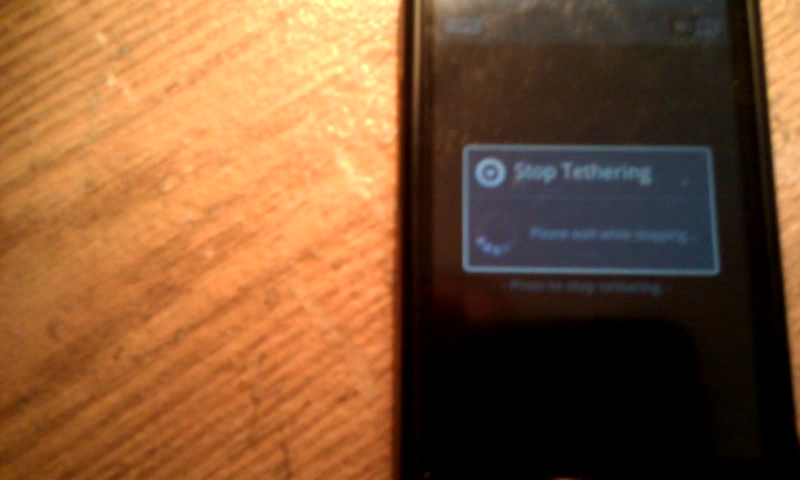 Stop Tethering
Please wait while stopping...
Press to stop tethering.